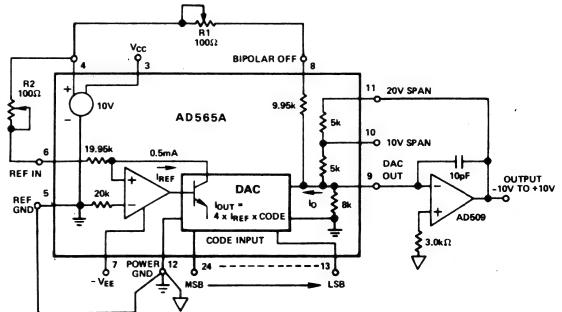 R1
100Ω
VCC
R2
100Ω
4
3
BIPOLAR OFF
8
11
20V SPAN
+
10V
-
AD565A
9.95k
5k
10
10V SPAN
5k
6
REF IN
19.95k
0.5mA
IREF
+
-
DAC
IOUT =
4 x IREF x CODE
CODE INPUT
IO
8k
9
DAC
OUT
10pF
-
+
AD509
OUTPUT
-10V TO +10V
3.0kΩ
5
REF
GND
20k
7
- VEE
POWER
GND
12
24
MSB
13
LSB